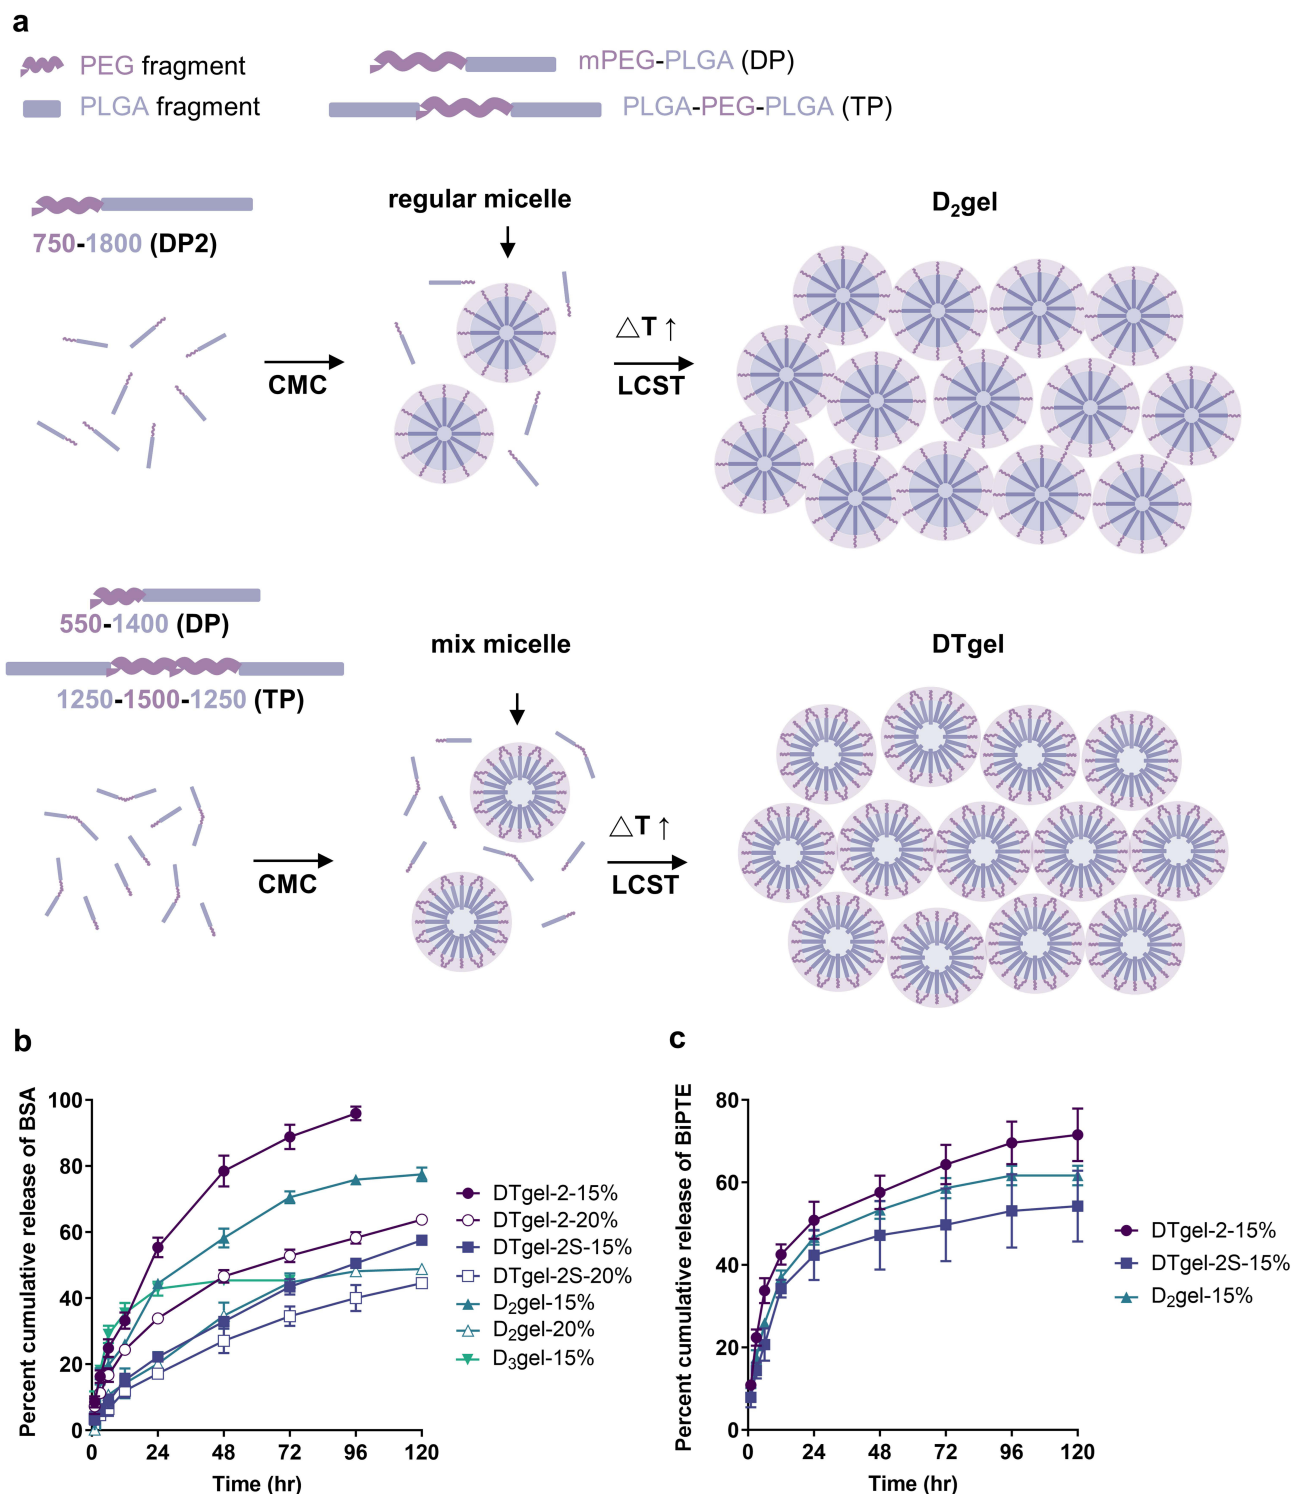 a
PEG fragment
mPEG-PLGA (DP)
PLGA fragment
PLGA-PEG-PLGA (TP)
750-1800 (DP2)
regular micelle
D₂gel
CMC
△T ↑
LCST
550-1400 (DP)
1250-1500-1250 (TP)
mix micelle
DTgel
CMC
△T ↑
LCST
b
Percent cumulative release of BSA
100
80
60
40
20
0
0 24 48 72 96 120
Time (hr)
DTgel-2-15%
DTgel-2-20%
DTgel-2S-15%
DTgel-2S-20%
D₂gel-15%
D₂gel-20%
D₃gel-15%
c
Percent cumulative release of BiPTE
80
60
40
20
0
0 24 48 72 96 120
Time (hr)
DTgel-2-15%
DTgel-2S-15%
D₂gel-15%